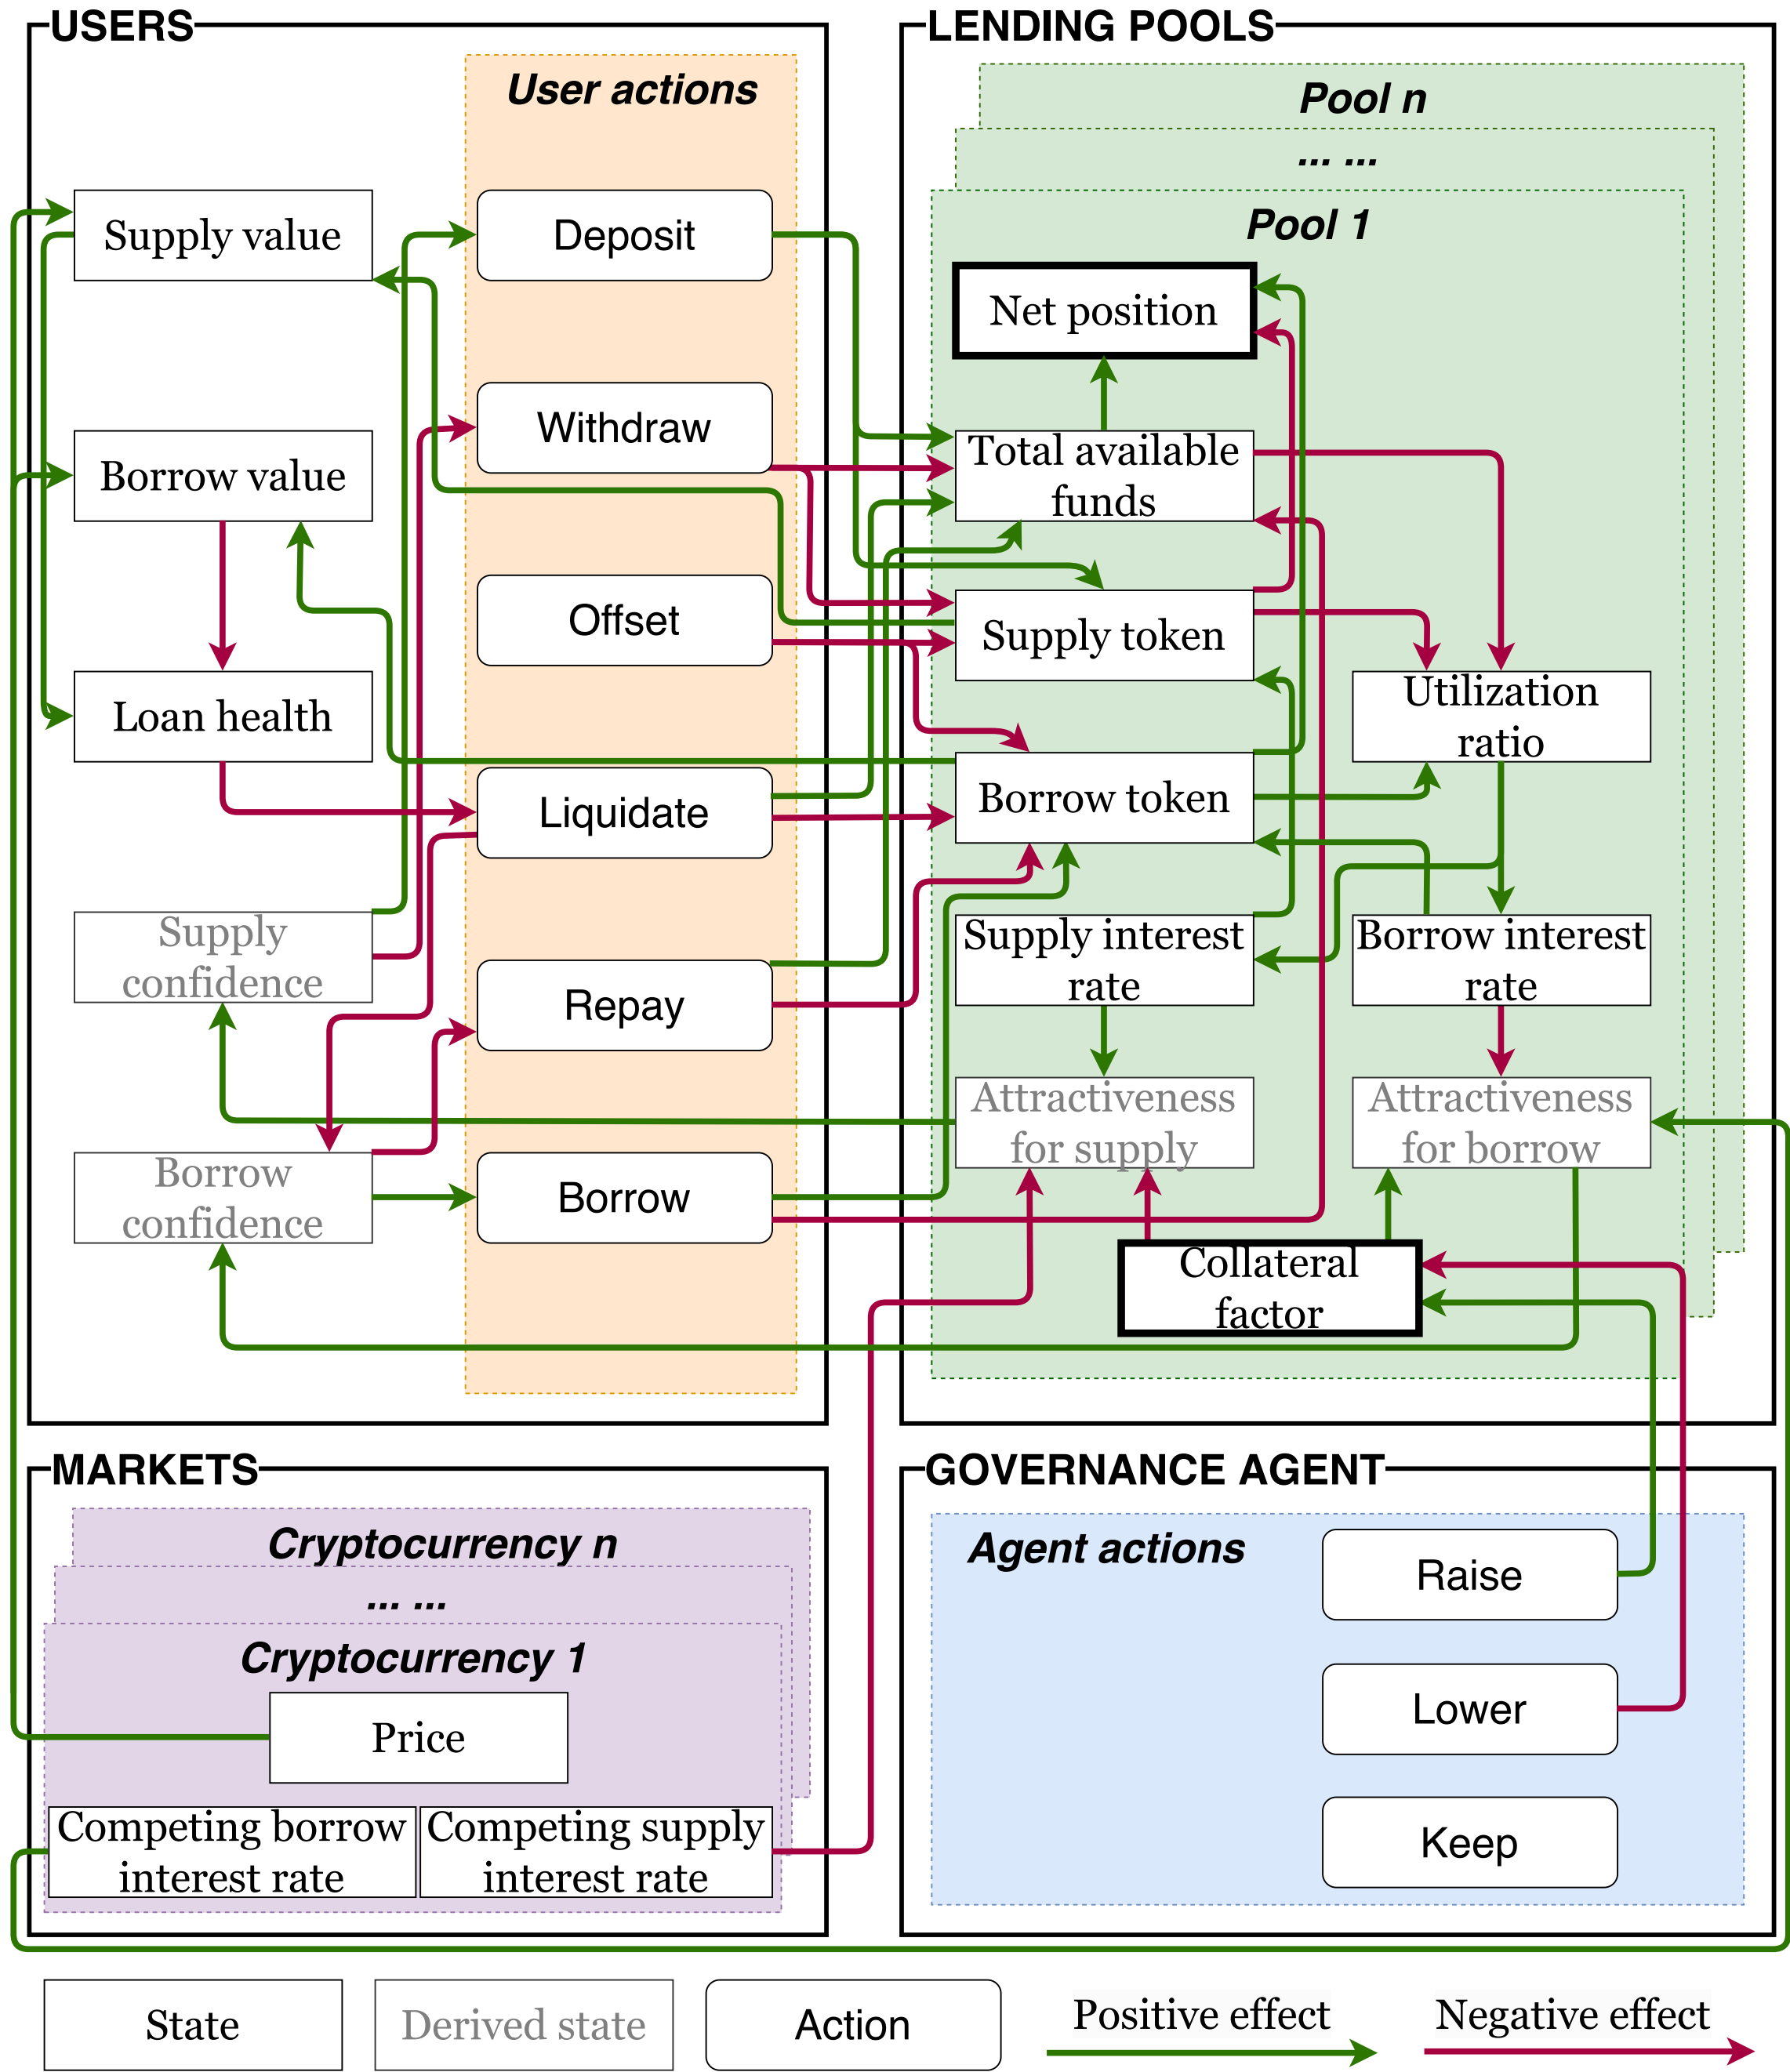 USERS
User actions
Supply value
Deposit
Withdraw
Borrow value
Offset
Loan health
Liquidate
Supply
confidence
Repay
Borrow
confidence
Borrow
LENDING POOLS
Pool n
... ...
Pool 1
Net position
Total available
funds
Supply token
Utilization
ratio
Borrow token
Supply interest
rate
Borrow interest
rate
Attractiveness
for supply
Attractiveness
for borrow
Collateral
factor
MARKETS
Cryptocurrency n
... ...
Cryptocurrency 1
Price
Competing borrow
interest rate
Competing supply
interest rate
GOVERNANCE AGENT
Agent actions
Raise
Lower
Keep
State
Derived state
Action
Positive effect
Negative effect